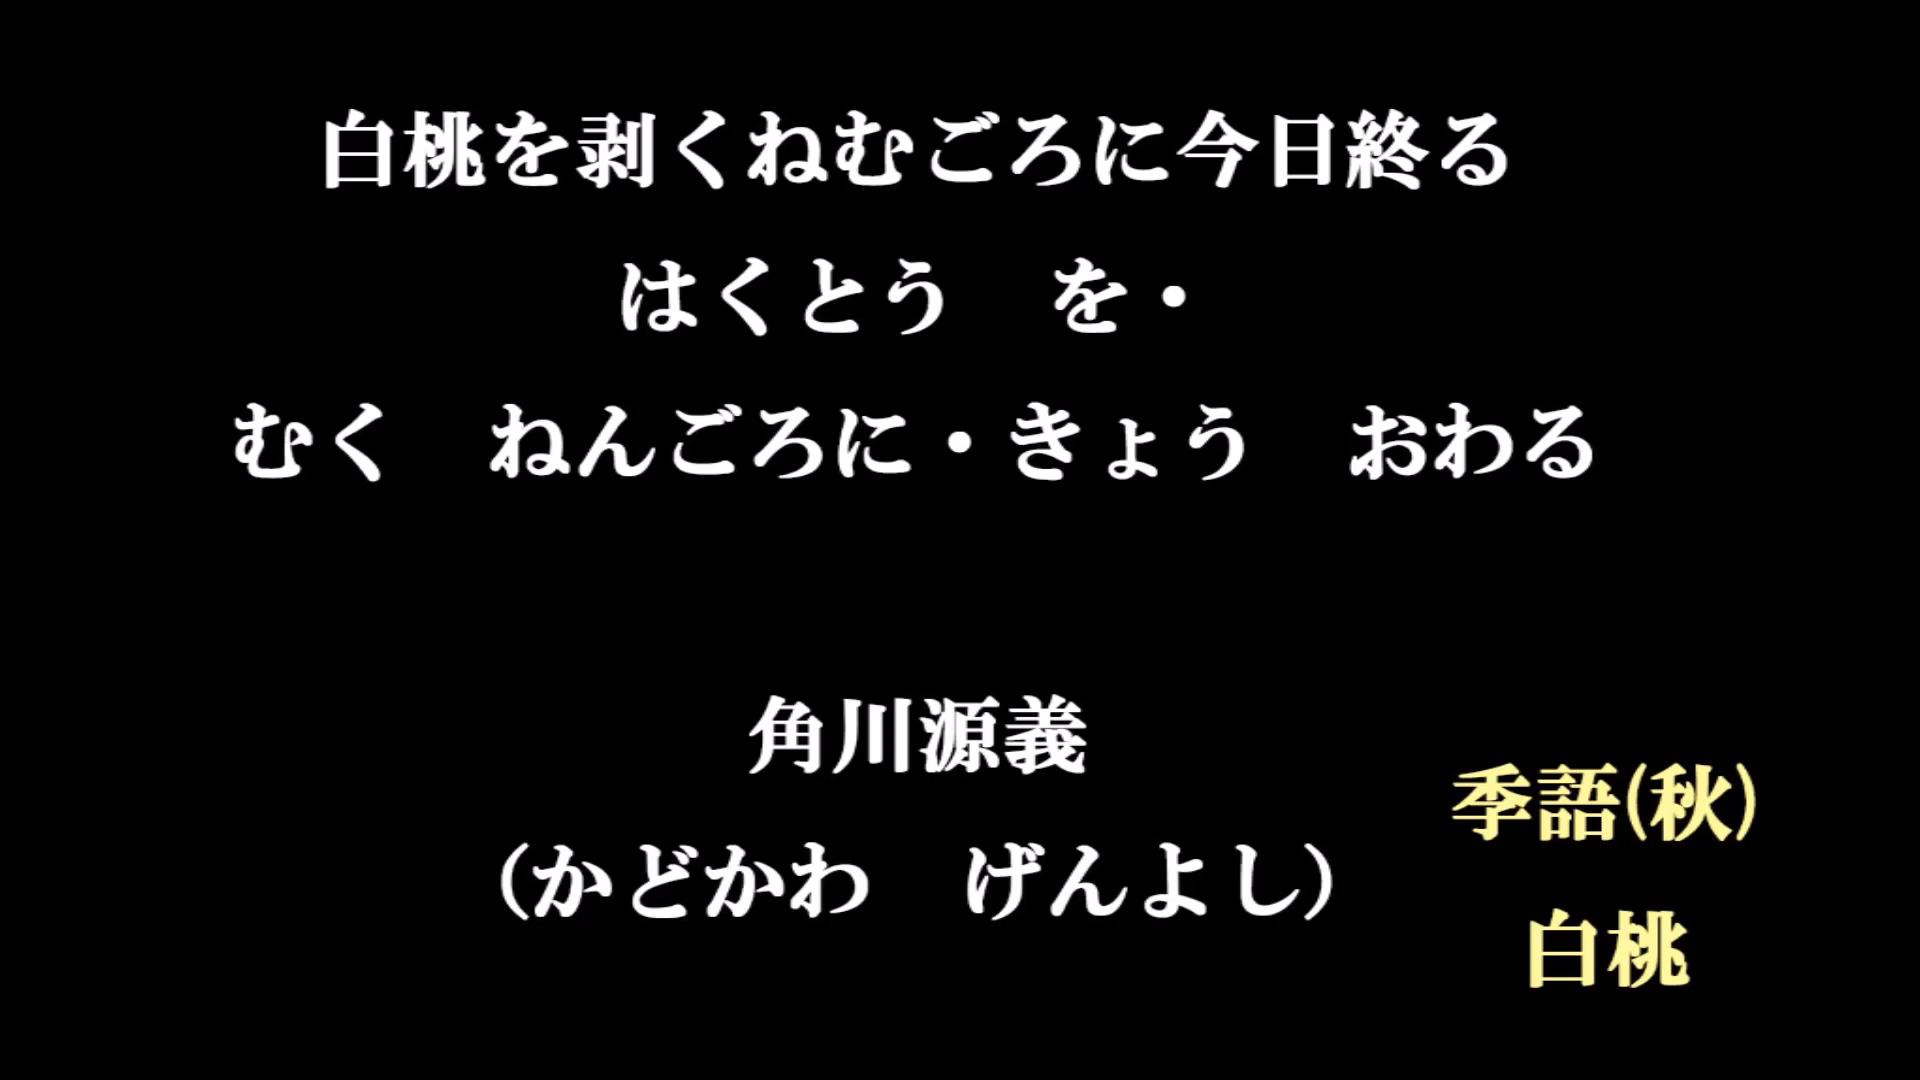 白桃を剥くねむごろに今日終る
はくとう　を・
むく　ねんごろに・きょう　おわる
角川源義
（かどかわ　げんよし）
季語(秋)
白桃